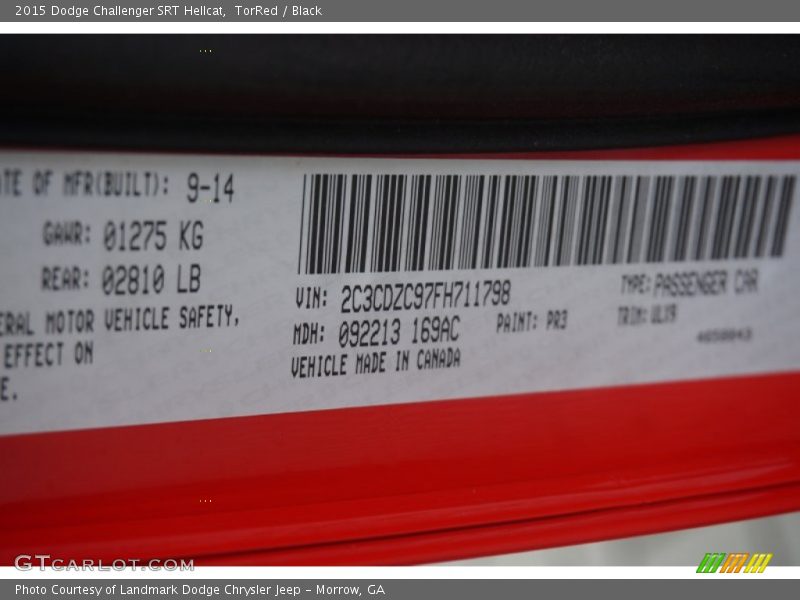 2015 Dodge Challenger SRT Hellcat, TorRed / Black
ATE OF MFR(BUILT): 9-14
GAWR: 01275 KG
REAR: 02810 LB
ERAL MOTOR VEHICLE SAFETY,
EFFECT ON
E.
VIN: 2C3CDZC97FH711798
MDH: 092213 169AC
VEHICLE MADE IN CANADA
PAINT: PR3
TYPE: PASSENGER CAR
TRIM:
GTCARLOT.COM
Photo Courtesy of Landmark Dodge Chrysler Jeep – Morrow, GA